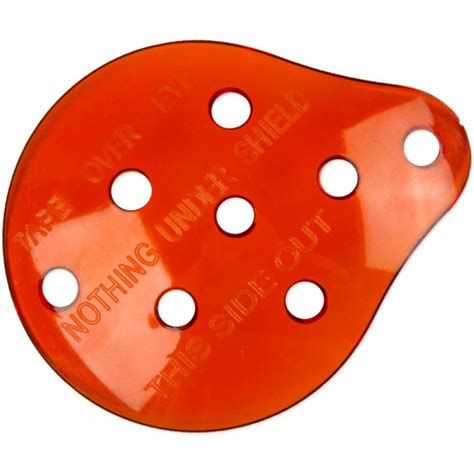 TAPE OVER EYE
NOTHING UNDER SHIELD
THIS SIDE OUT